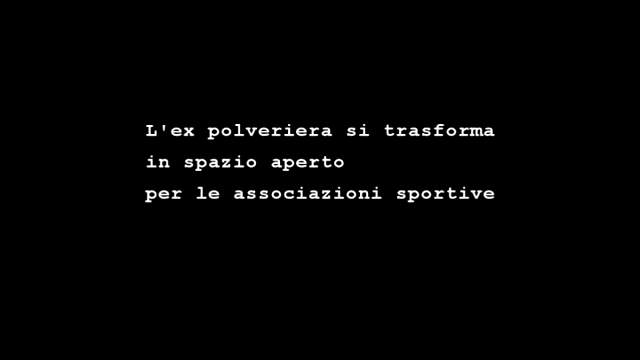 L'ex polveriera si trasforma
in spazio aperto
per le associazioni sportive